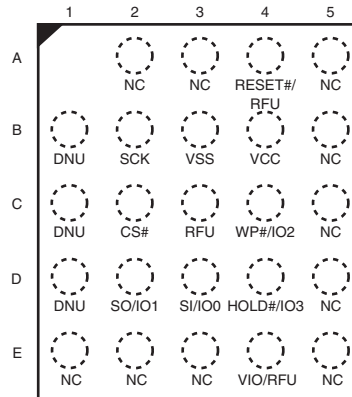 1 2 3 4 5
A
NC NC RESET#/ NC
RFU
B
DNU SCK VSS VCC NC
C
DNU CS# RFU WP#/IO2 NC
D
DNU SO/IO1 SI/IO0 HOLD#/IO3 NC
E
NC NC NC VIO/RFU NC